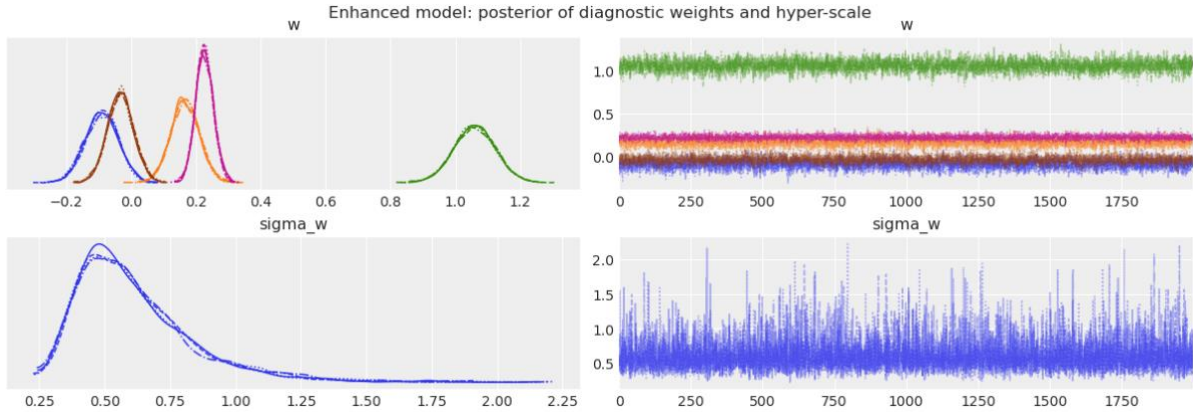 Enhanced model: posterior of diagnostic weights and hyper-scale
w
w
−0.2 0.0 0.2 0.4 0.6 0.8 1.0 1.2
1.0
0.5
0.0
0 250 500 750 1000 1250 1500 1750
sigma_w
sigma_w
0.25 0.50 0.75 1.00 1.25 1.50 1.75 2.00 2.25
2.0
1.5
1.0
0.5
0 250 500 750 1000 1250 1500 1750